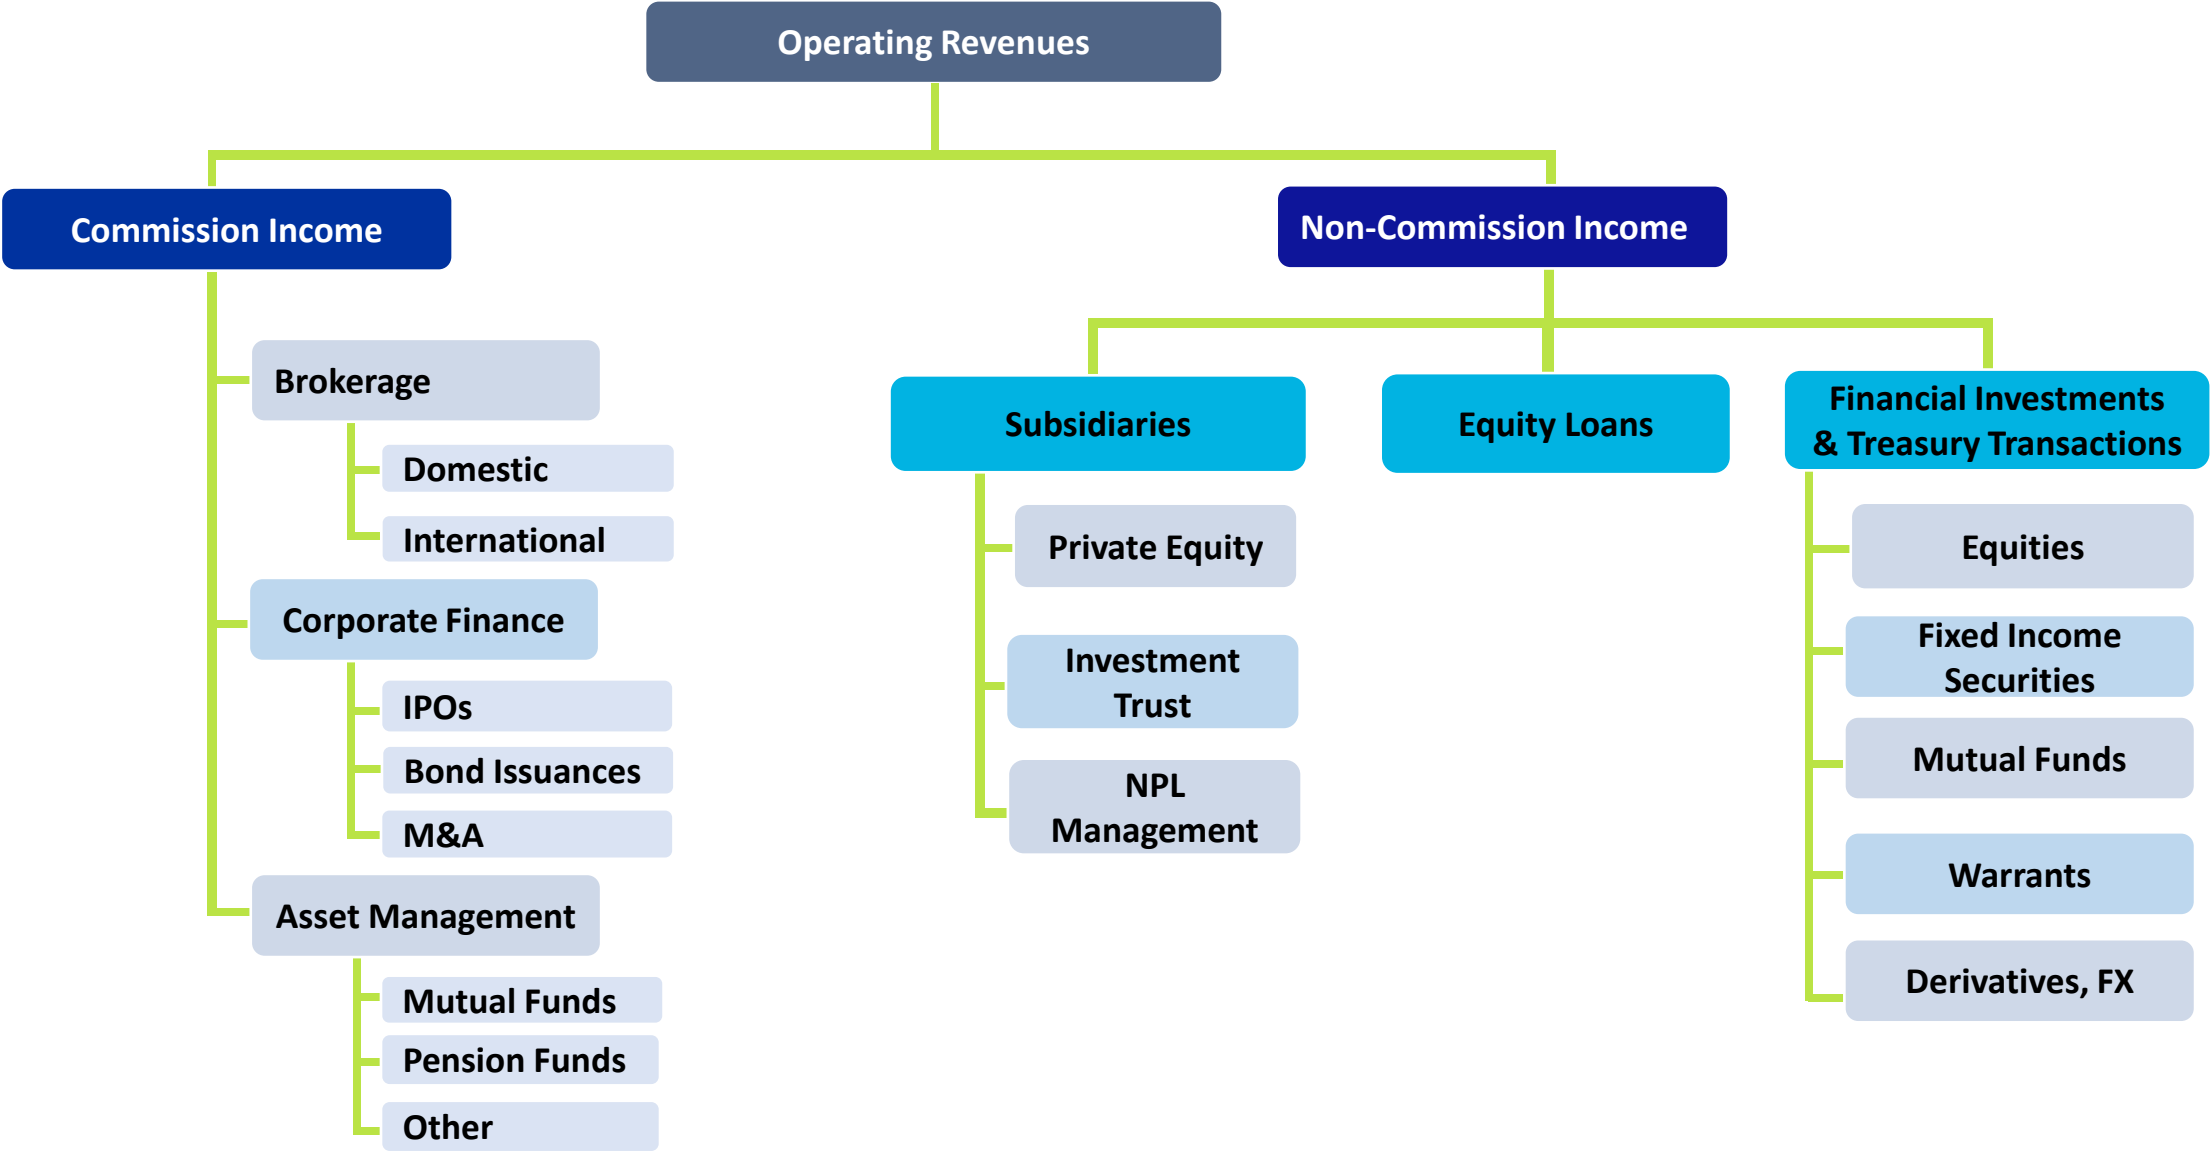 Operating Revenues
Commission Income
Brokerage
Domestic
International
Corporate Finance
IPOs
Bond Issuances
M&A
Asset Management
Mutual Funds
Pension Funds
Other
Non-Commission Income
Subsidiaries
Private Equity
Investment
Trust
NPL
Management
Equity Loans
Financial Investments
& Treasury Transactions
Equities
Fixed Income
Securities
Mutual Funds
Warrants
Derivatives, FX